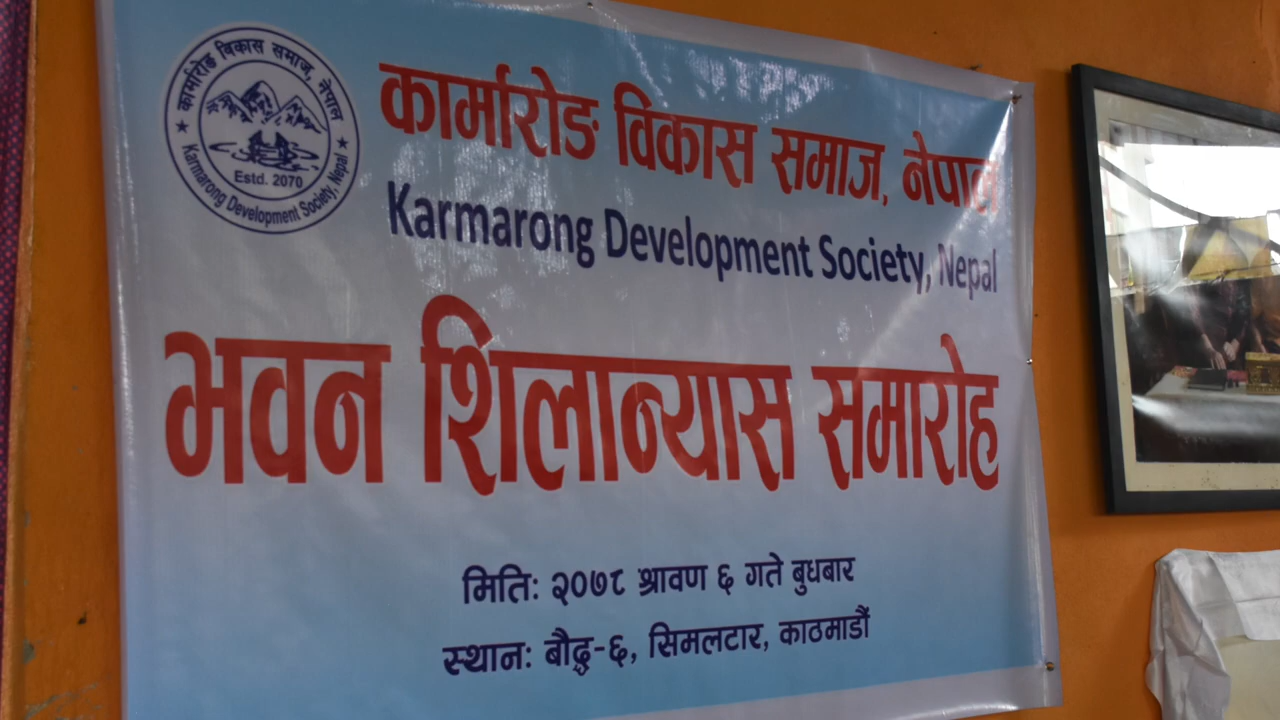 कार्मारोङ विकास समाज, नेपाल
Estd. 2070
Karmarong Development Society, Nepal
कार्मारोङ विकास समाज, नेपाल
Karmarong Development Society, Nepal
भवन शिलान्यास समारोह
मितिः २०७८ श्रावण ६ गते बुधबार
स्थानः बौद्ध-६, सिमलटार, काठमाडौं